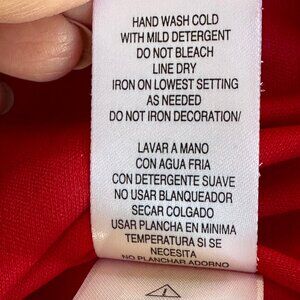 HAND WASH COLD
WITH MILD DETERGENT
DO NOT BLEACH
LINE DRY
IRON ON LOWEST SETTING
AS NEEDED
DO NOT IRON DECORATION/
LAVAR A MANO
CON AGUA FRIA
CON DETERGENTE SUAVE
NO USAR BLANQUEADOR
SECAR COLGADO
USAR PLANCHA EN MINIMA
TEMPERATURA SI SE
NECESITA
NO PLANCHAR ADORNO